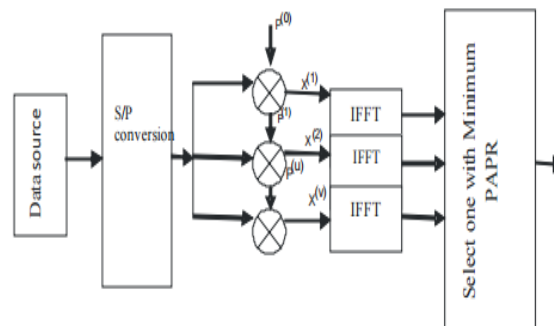 Data source
S/P
conversion
P(0)
P(1)
P(u)
X(1)
X(2)
X(v)
IFFT
IFFT
IFFT
Select one with Minimum
PAPR